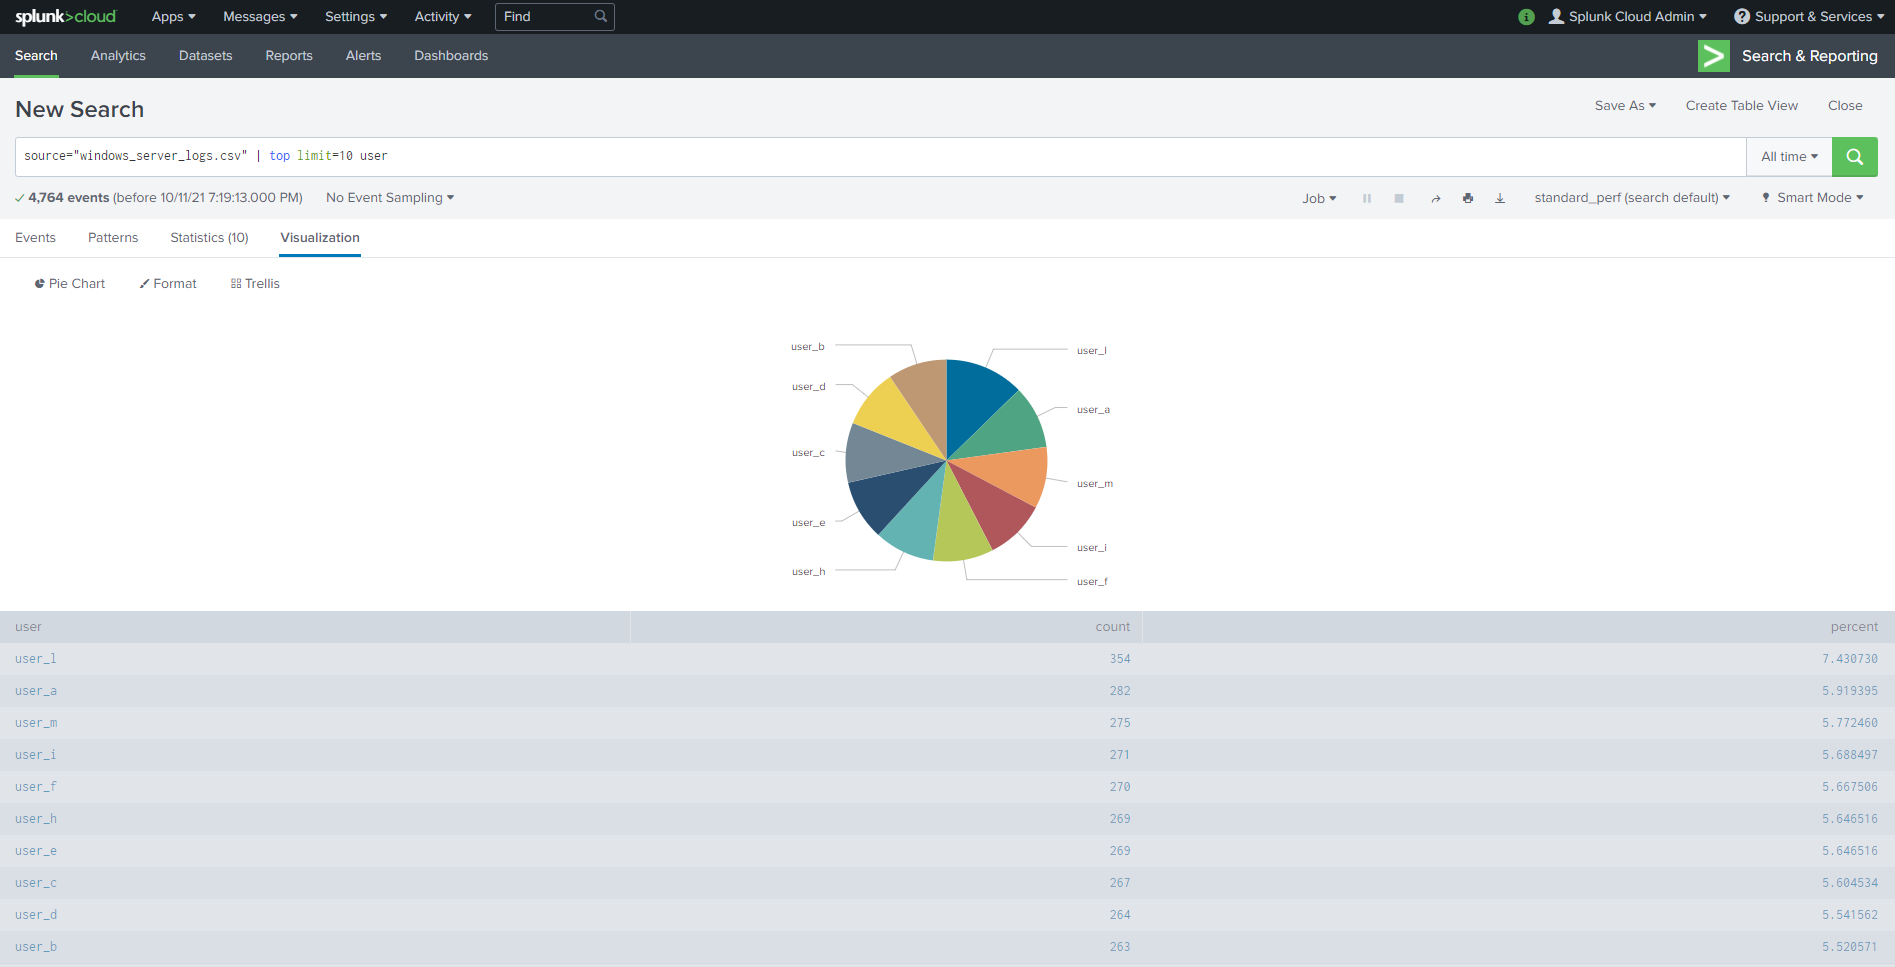 splunk>cloud Apps Messages Settings Activity Find i Splunk Cloud Admin ? Support & Services
Search Analytics Datasets Reports Alerts Dashboards > Search & Reporting
New Search Save As Create Table View Close
source="windows_server_logs.csv" | top limit=10 user All time
✓ 4,764 events (before 10/11/21 7:19:13.000 PM) No Event Sampling Job standard_perf (search default) Smart Mode
Events Patterns Statistics (10) Visualization
Pie Chart Format Trellis
user_b user_l
user_d user_a
user_c user_m
user_e user_i
user_h user_f
user count percent
user_l 354 7.430730
user_a 282 5.919395
user_m 275 5.772460
user_i 271 5.688497
user_f 270 5.667506
user_h 269 5.646516
user_e 269 5.646516
user_c 267 5.604534
user_d 264 5.541562
user_b 263 5.520571